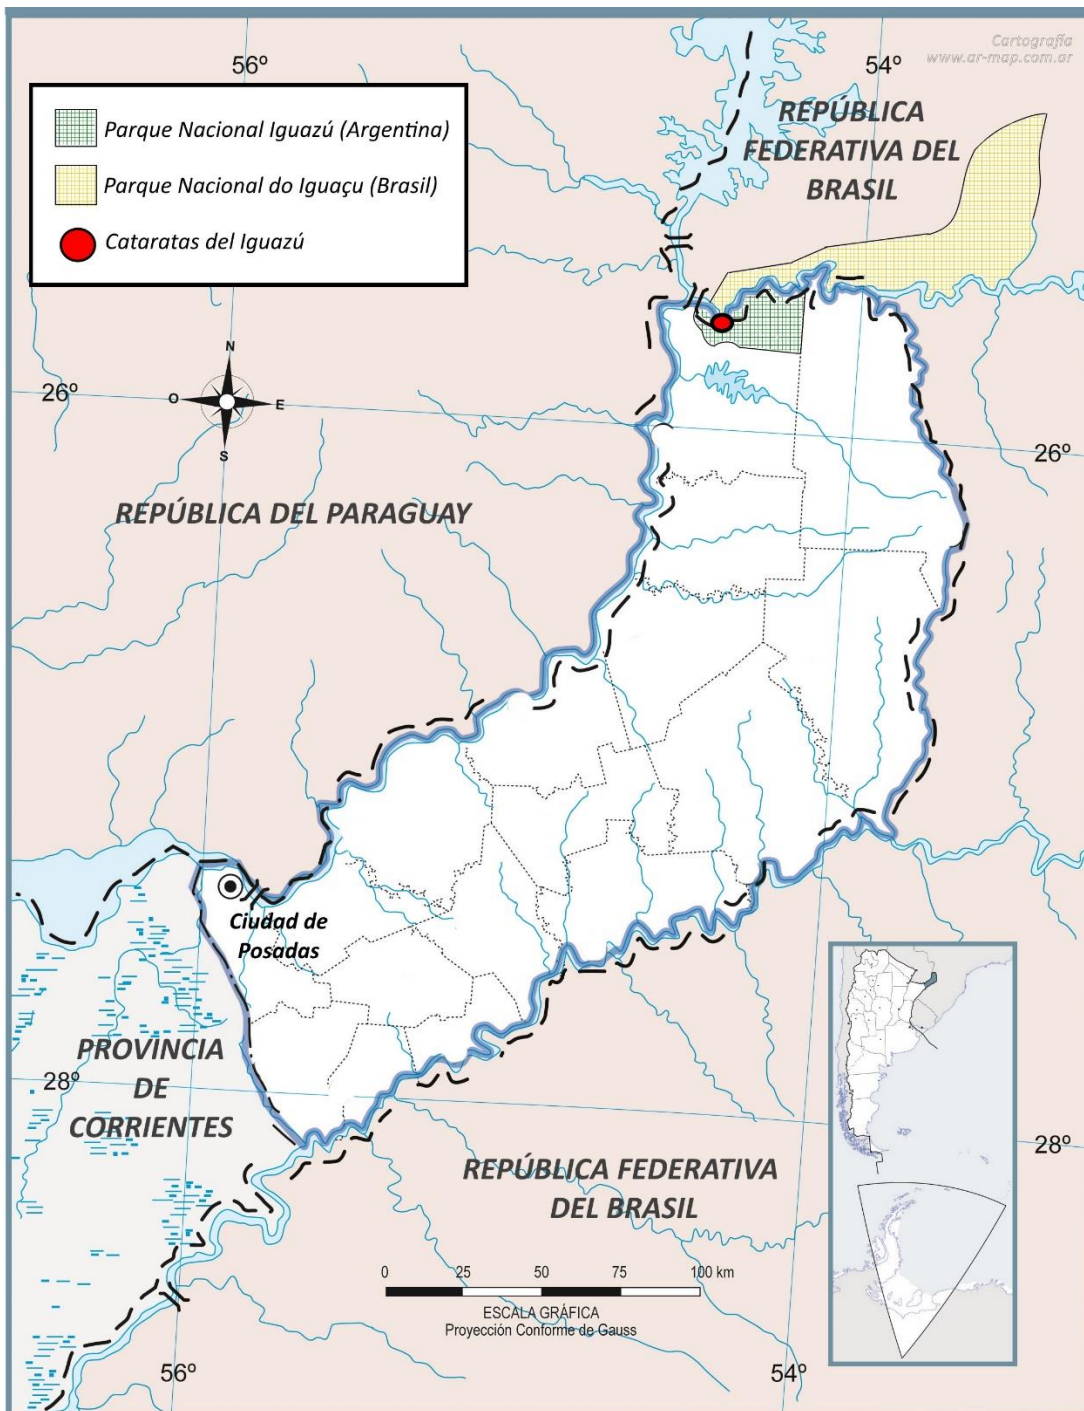 Cartografía
www.ar-map.com.ar
56º
54º
Parque Nacional Iguazú (Argentina)
Parque Nacional do Iguaçu (Brasil)
Cataratas del Iguazú
REPÚBLICA
FEDERATIVA DEL
BRASIL
N
O
E
S
26º
26º
REPÚBLICA DEL PARAGUAY
Ciudad de
Posadas
PROVINCIA
DE
CORRIENTES
28º
28º
REPÚBLICA FEDERATIVA
DEL BRASIL
0 25 50 75 100 km
ESCALA GRÁFICA
Proyección Conforme de Gauss
56º
54º